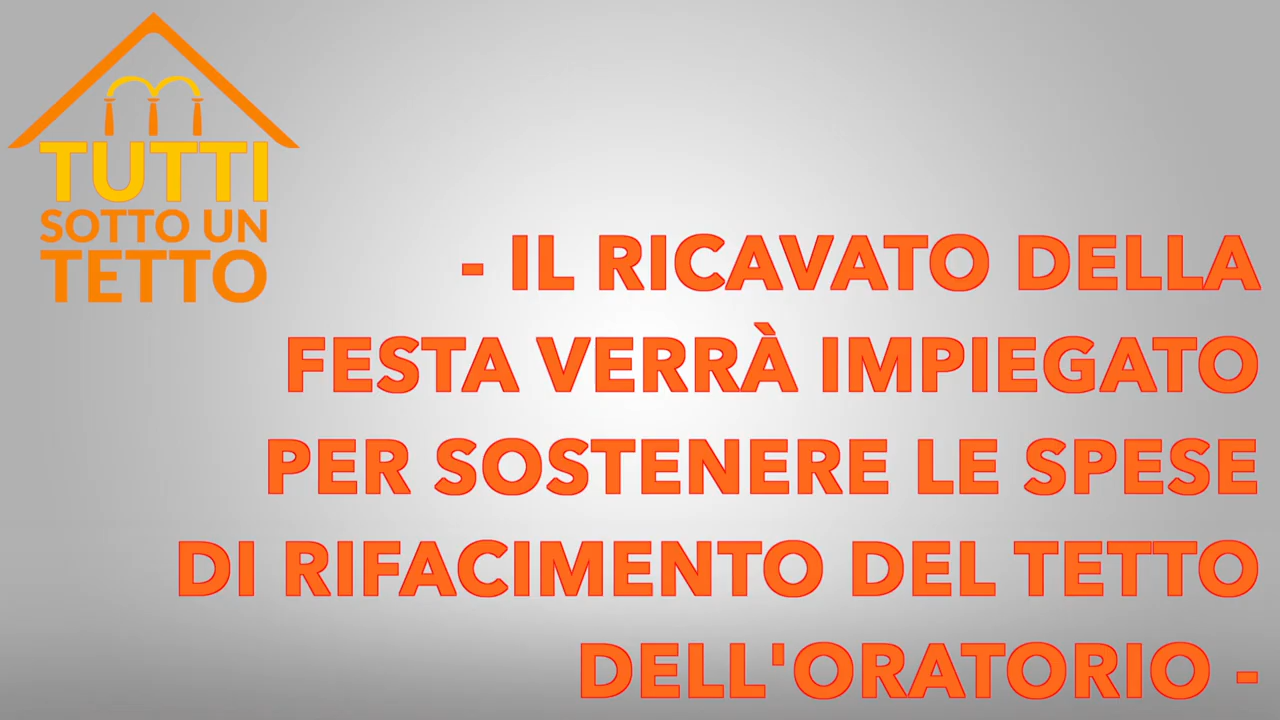 TUTTI
SOTTO UN
TETTO
- IL RICAVATO DELLA
FESTA VERRÀ IMPIEGATO
PER SOSTENERE LE SPESE
DI RIFACIMENTO DEL TETTO
DELL'ORATORIO -